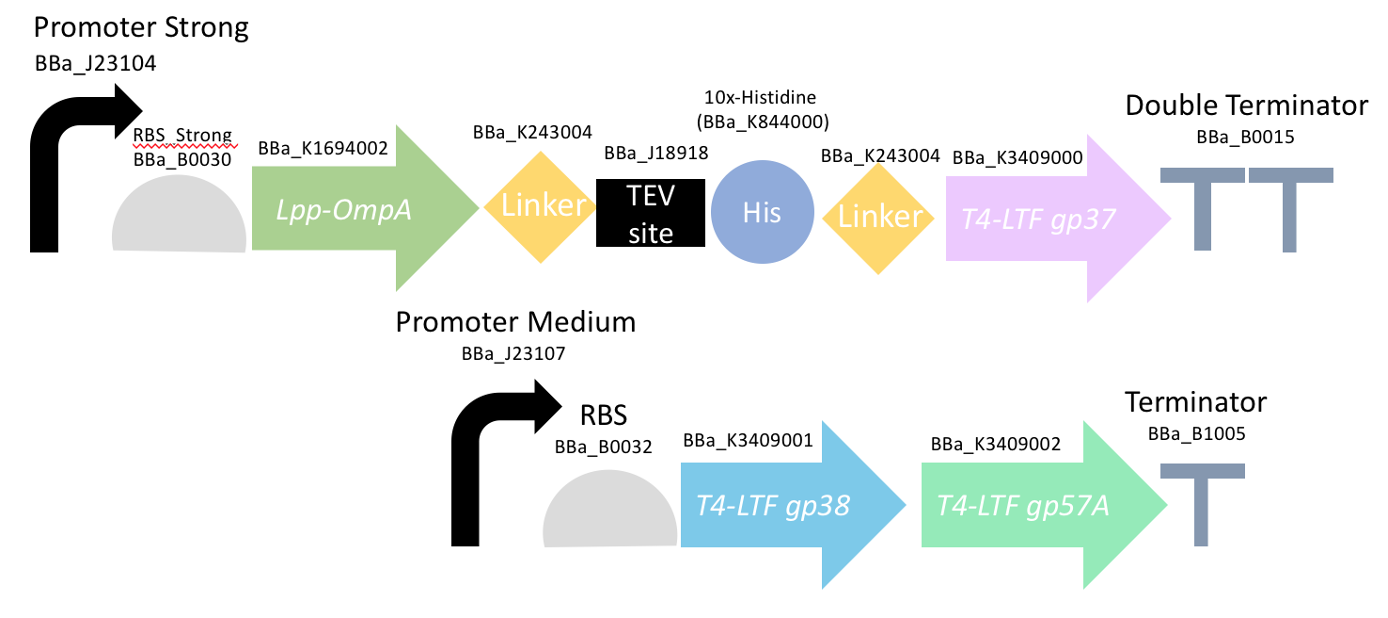 Promoter Strong
BBa_J23104
RBS_Strong
BBa_B0030
BBa_K1694002
Lpp-OmpA
BBa_K243004
Linker
BBa_J18918
TEV
site
10x-Histidine
(BBa_K844000)
His
BBa_K243004
Linker
BBa_K3409000
T4-LTF gp37
Double Terminator
BBa_B0015
Promoter Medium
BBa_J23107
RBS
BBa_B0032
BBa_K3409001
T4-LTF gp38
BBa_K3409002
T4-LTF gp57A
Terminator
BBa_B1005